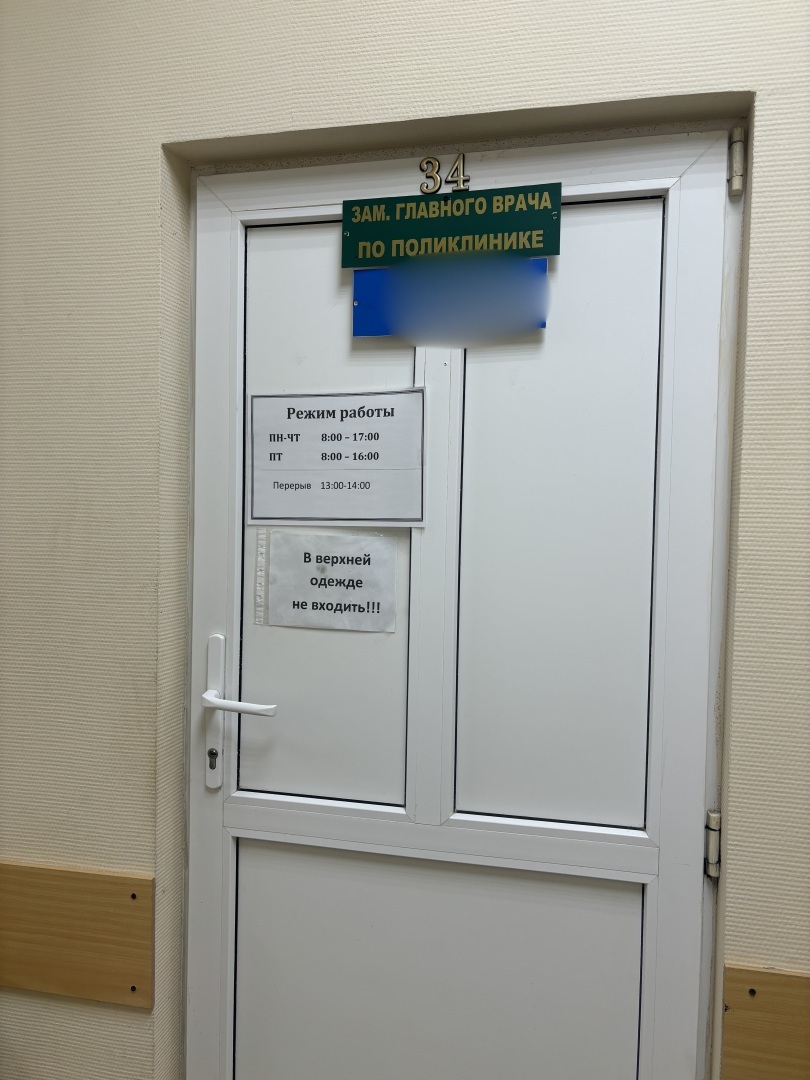 34
ЗАМ. ГЛАВНОГО ВРАЧА
ПО ПОЛИКЛИНИКЕ
Режим работы
ПН-ЧТ 8:00 – 17:00
ПТ 8:00 – 16:00
Перерыв 13:00-14:00
В верхней
одежде
не входить!!!